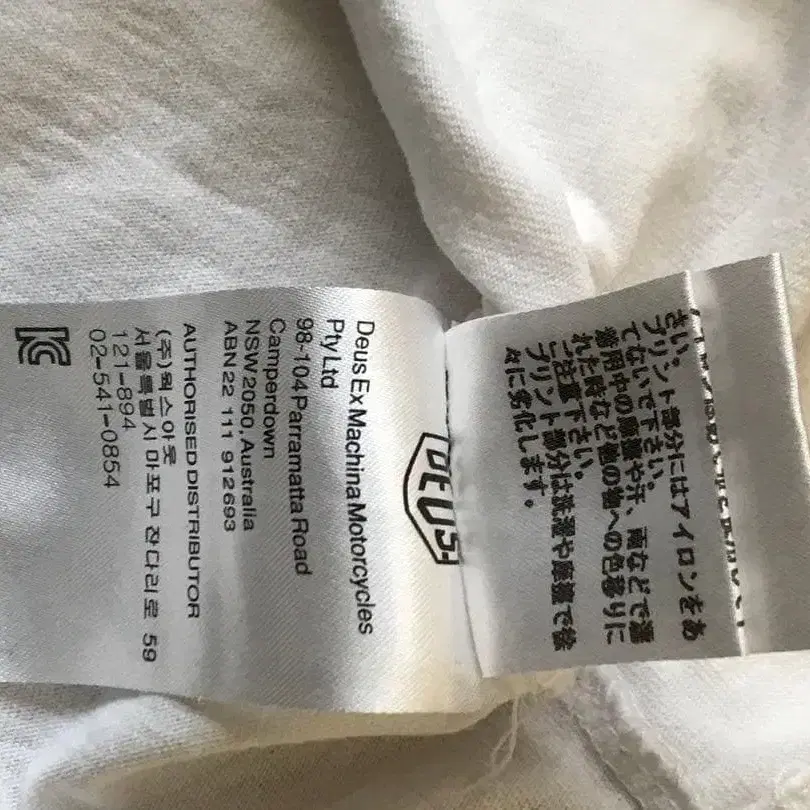 DEUS
Deus Ex Machina Motorcycles
Pty Ltd
98-104 Parramatta Road
Camperdown
NSW 2050, Australia
ABN 22 111 912 693
AUTHORISED DISTRIBUTOR
(주)웍스아웃
서울특별시 마포구 잔다리로 59
121-894
02-541-0854
KC
さい。
プリント部分にはアイロンをあ
てないで下さい。
着用中の摩擦や汗、雨などで濡
れた時など他の物への色移りに
ご注意下さい。
プリント部分は洗濯や摩擦で徐
々に劣化します。